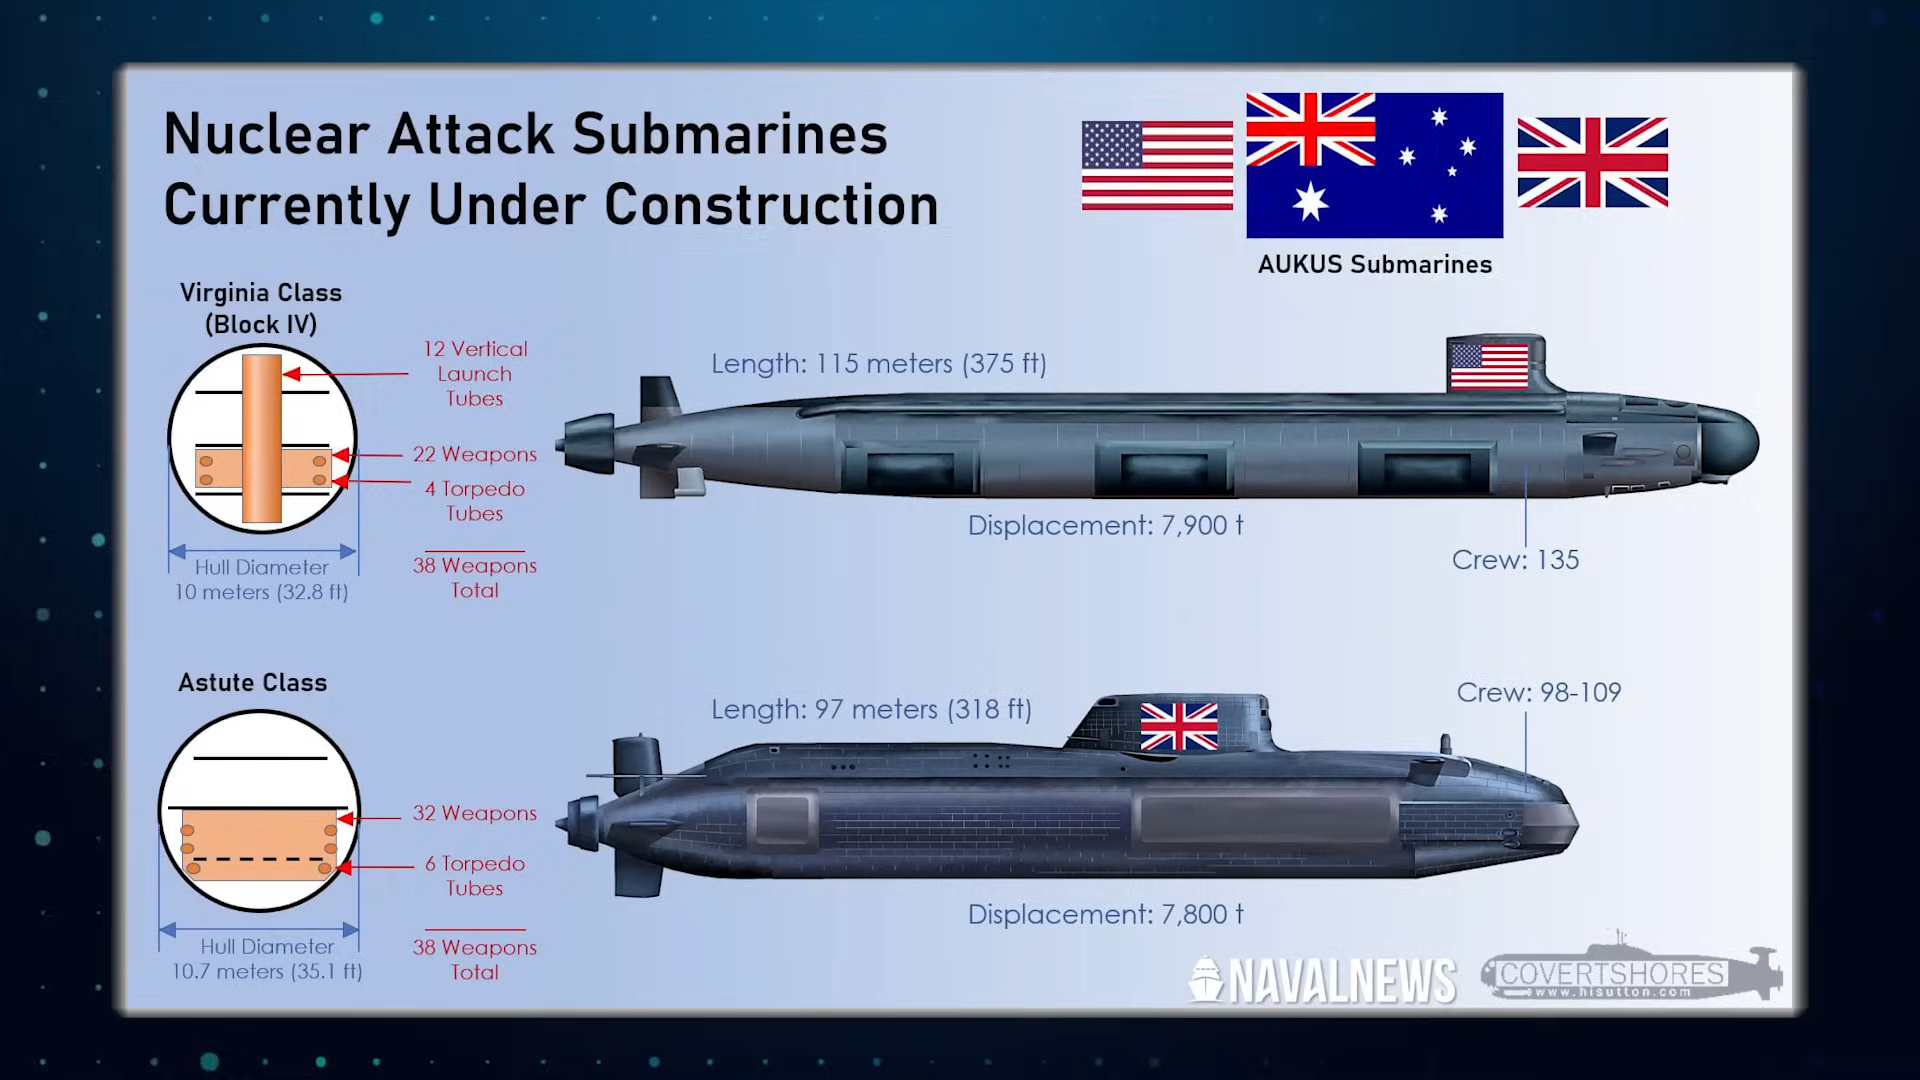 Nuclear Attack Submarines
Currently Under Construction
AUKUS Submarines
Virginia Class
(Block IV)
12 Vertical
Launch
Tubes
22 Weapons
4 Torpedo
Tubes
38 Weapons
Total
Hull Diameter
10 meters (32.8 ft)
Length: 115 meters (375 ft)
Displacement: 7,900 t
Crew: 135
Astute Class
32 Weapons
6 Torpedo
Tubes
38 Weapons
Total
Hull Diameter
10.7 meters (35.1 ft)
Length: 97 meters (318 ft)
Crew: 98-109
Displacement: 7,800 t
NAVALNEWS
COVERTSHORES
www.hisutton.com